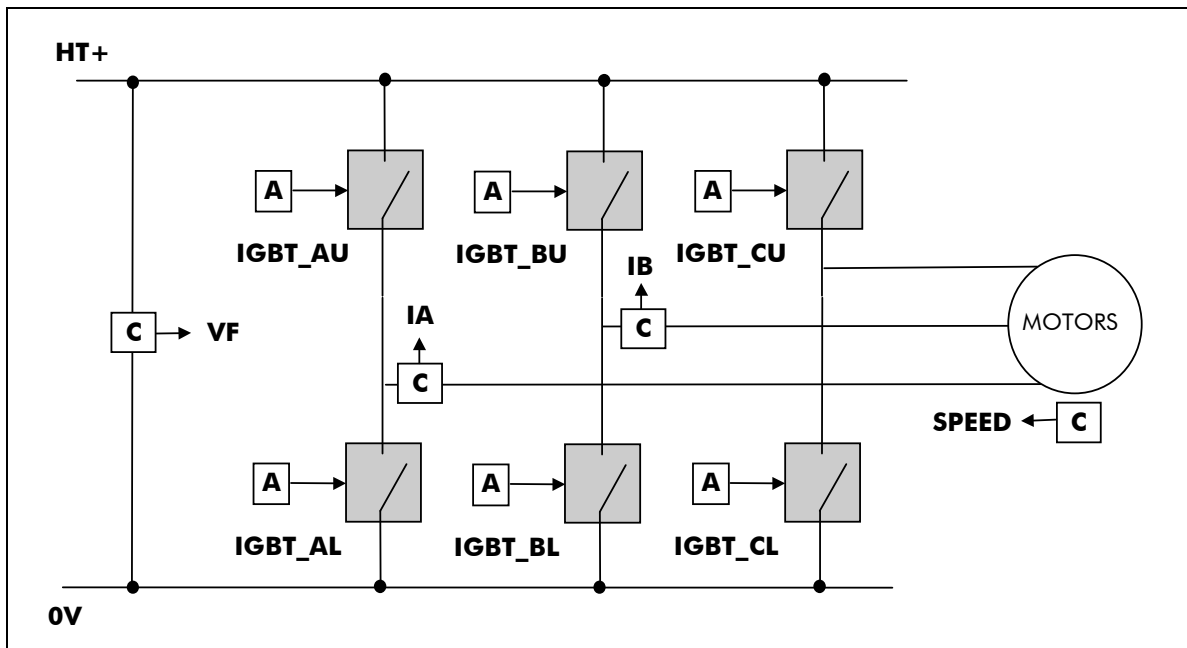 HT+
A
A
A
IGBT_AU
IGBT_BU
IGBT_CU
IB
IA
C
VF
C
MOTORS
C
SPEED
C
A
A
A
IGBT_AL
IGBT_BL
IGBT_CL
0V